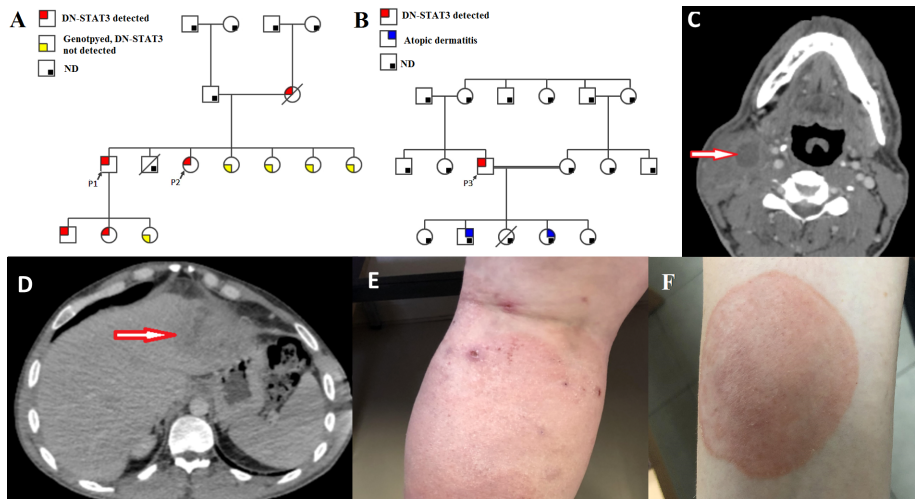 A
DN-STAT3 detected
Genotpyed, DN-STAT3
not detected
ND
P1
P2
B
DN-STAT3 detected
Atopic dermatitis
ND
P3
C
D
E
F